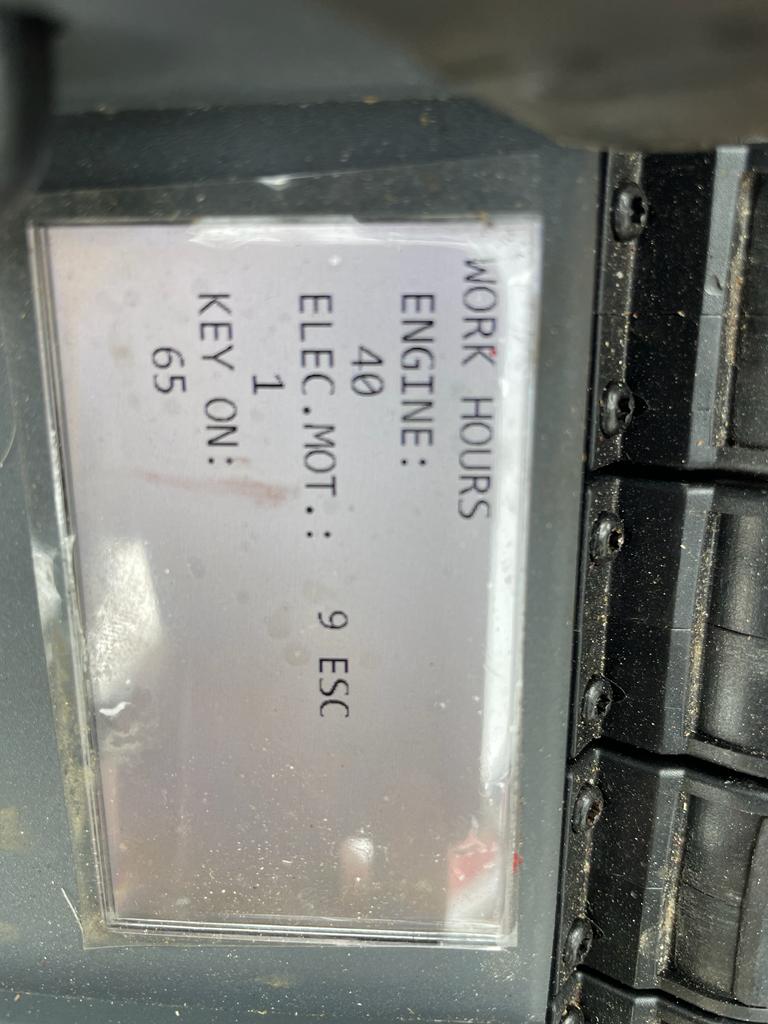 WORK HOURS
ENGINE:
40
ELEC.MOT.: 9 ESC
1
KEY ON:
65